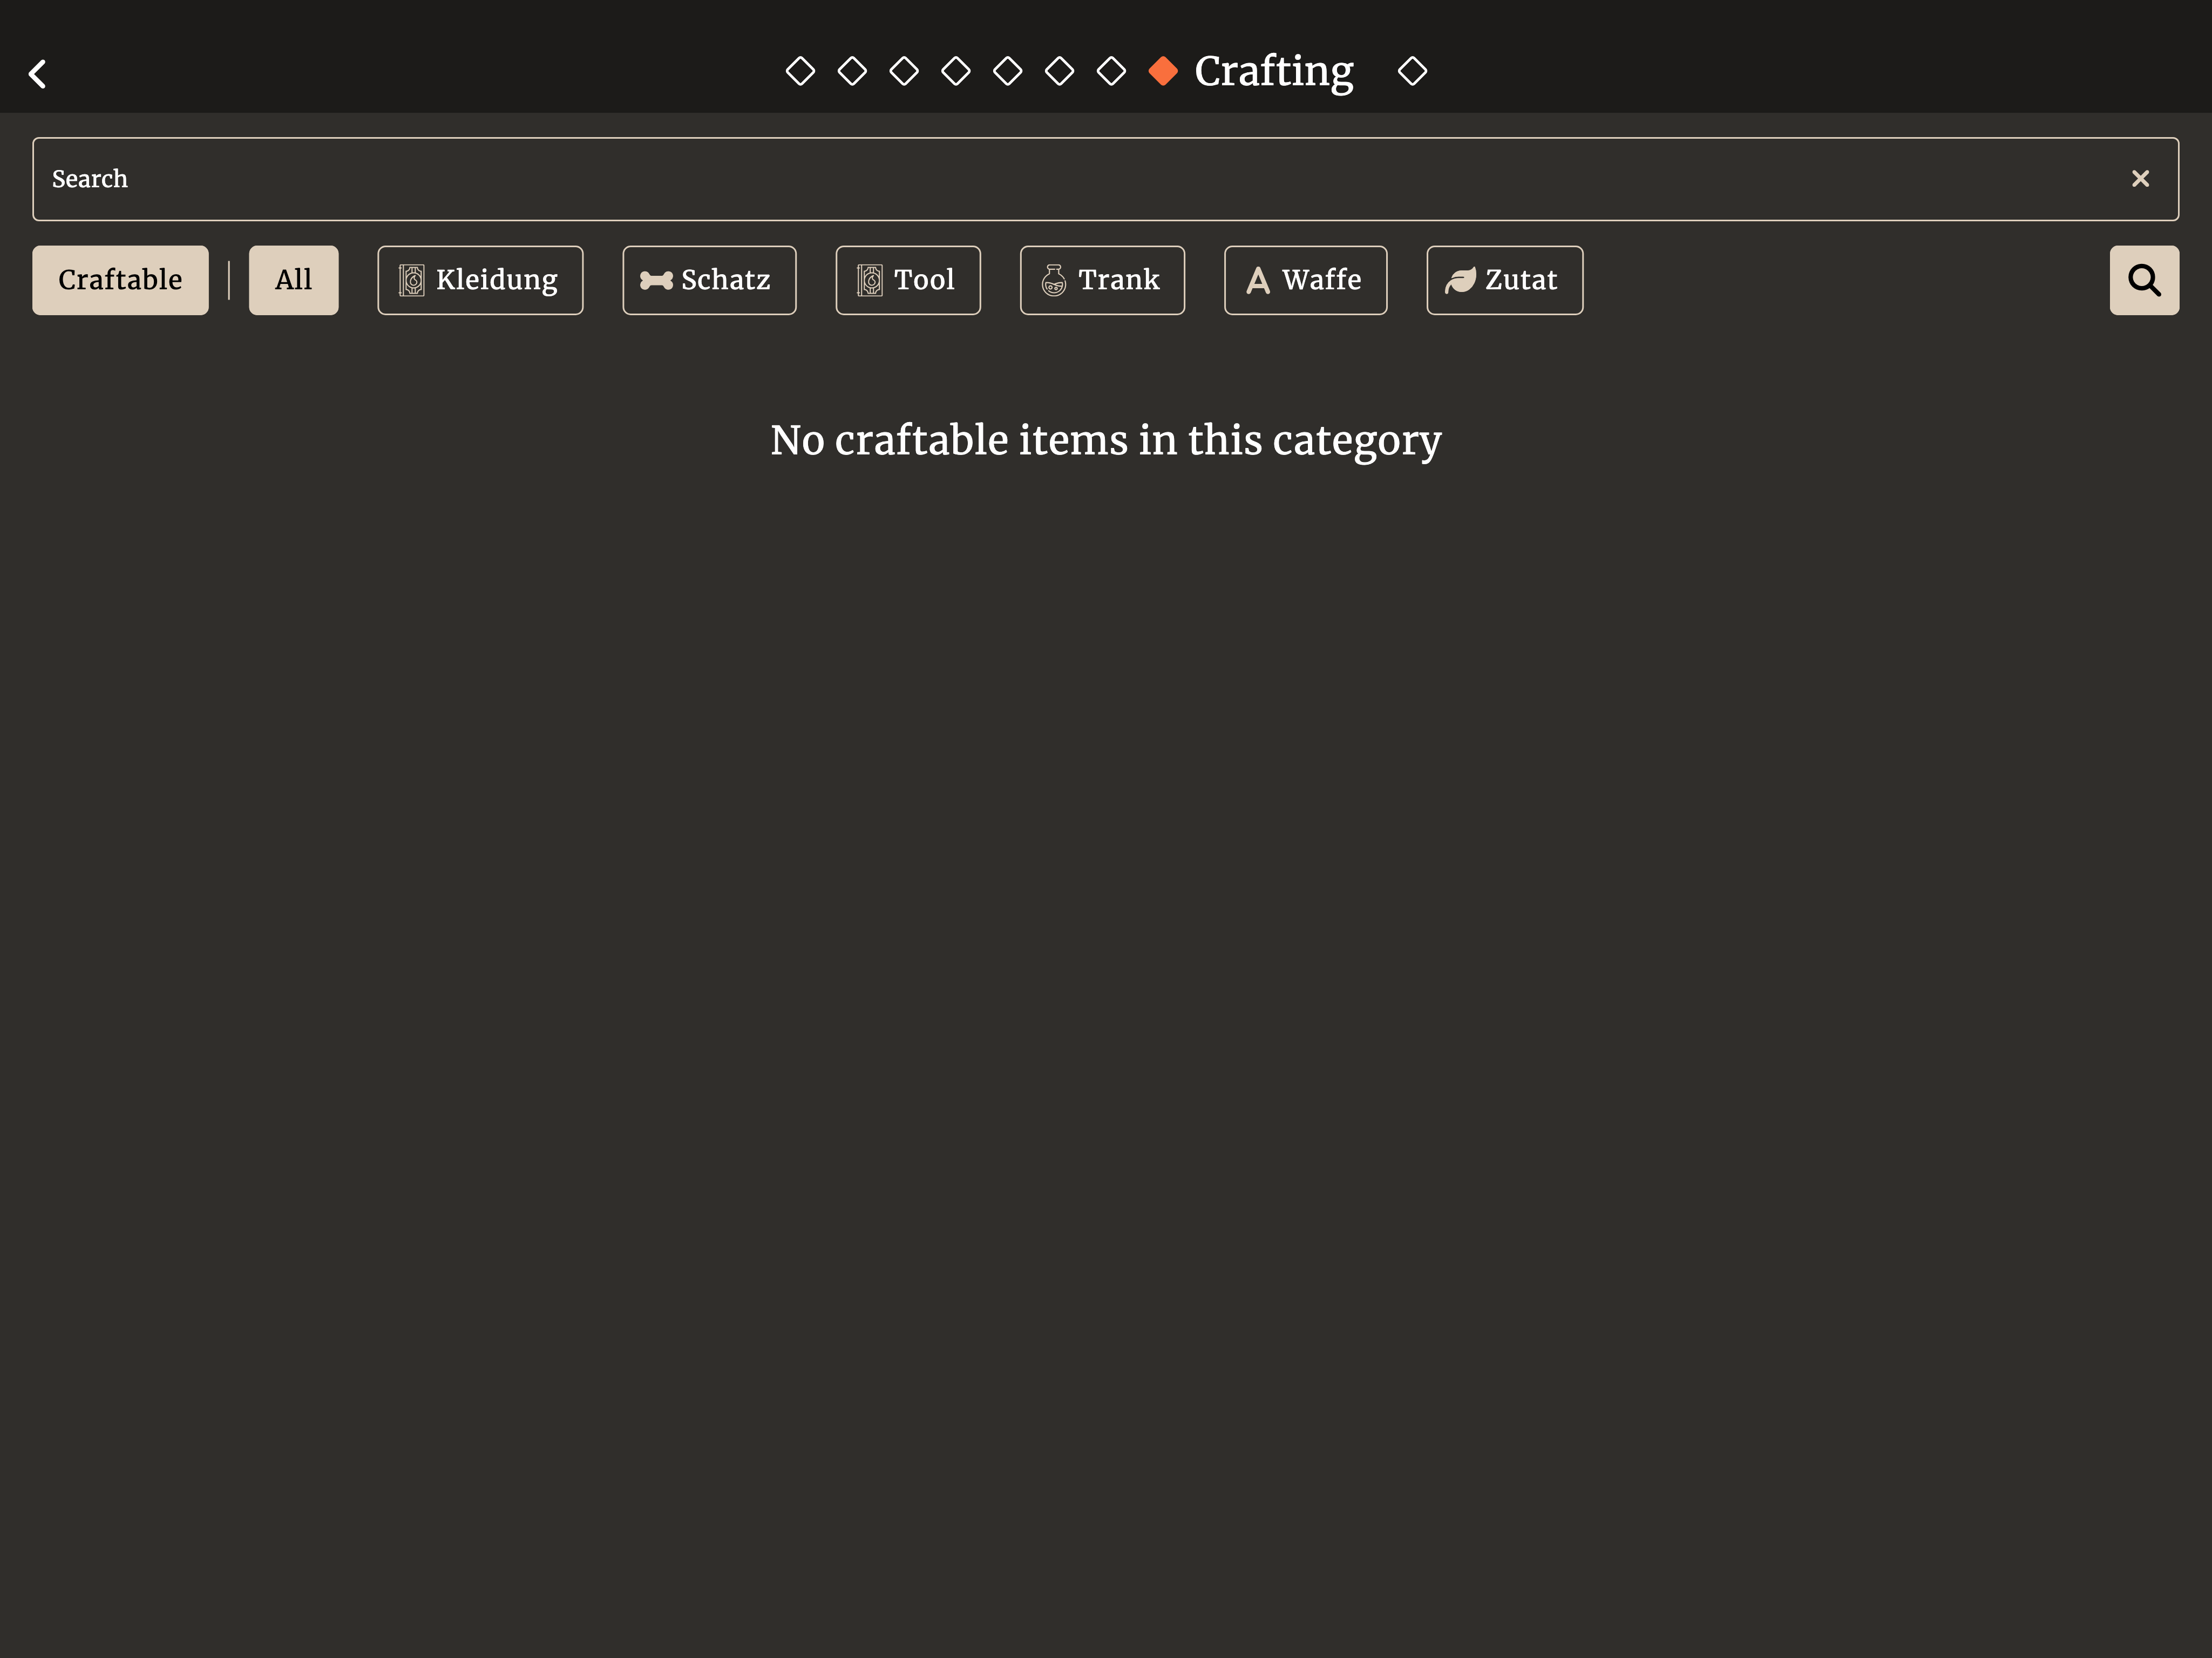 Crafting
Search
Craftable All Kleidung Schatz Tool Trank Waffe Zutat
No craftable items in this category